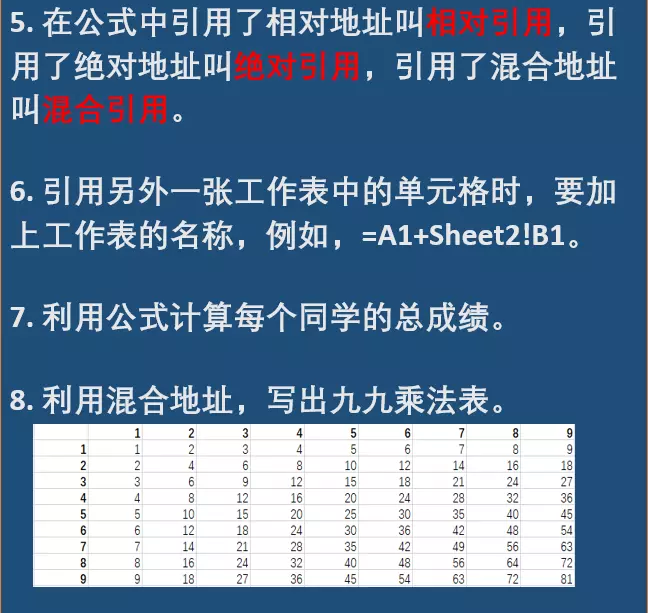 5. 在公式中引用了相对地址叫相对引用，引
用了绝对地址叫绝对引用，引用了混合地址
叫混合引用。
6. 引用另外一张工作表中的单元格时，要加
上工作表的名称，例如，=A1+Sheet2!B1。
7. 利用公式计算每个同学的总成绩。
8. 利用混合地址，写出九九乘法表。
1 2 3 4 5 6 7 8 9
1 1 2 3 4 5 6 7 8 9
2 2 4 6 8 10 12 14 16 18
3 3 6 9 12 15 18 21 24 27
4 4 8 12 16 20 24 28 32 36
5 5 10 15 20 25 30 35 40 45
6 6 12 18 24 30 36 42 48 54
7 7 14 21 28 35 42 49 56 63
8 8 16 24 32 40 48 56 64 72
9 9 18 27 36 45 54 63 72 81